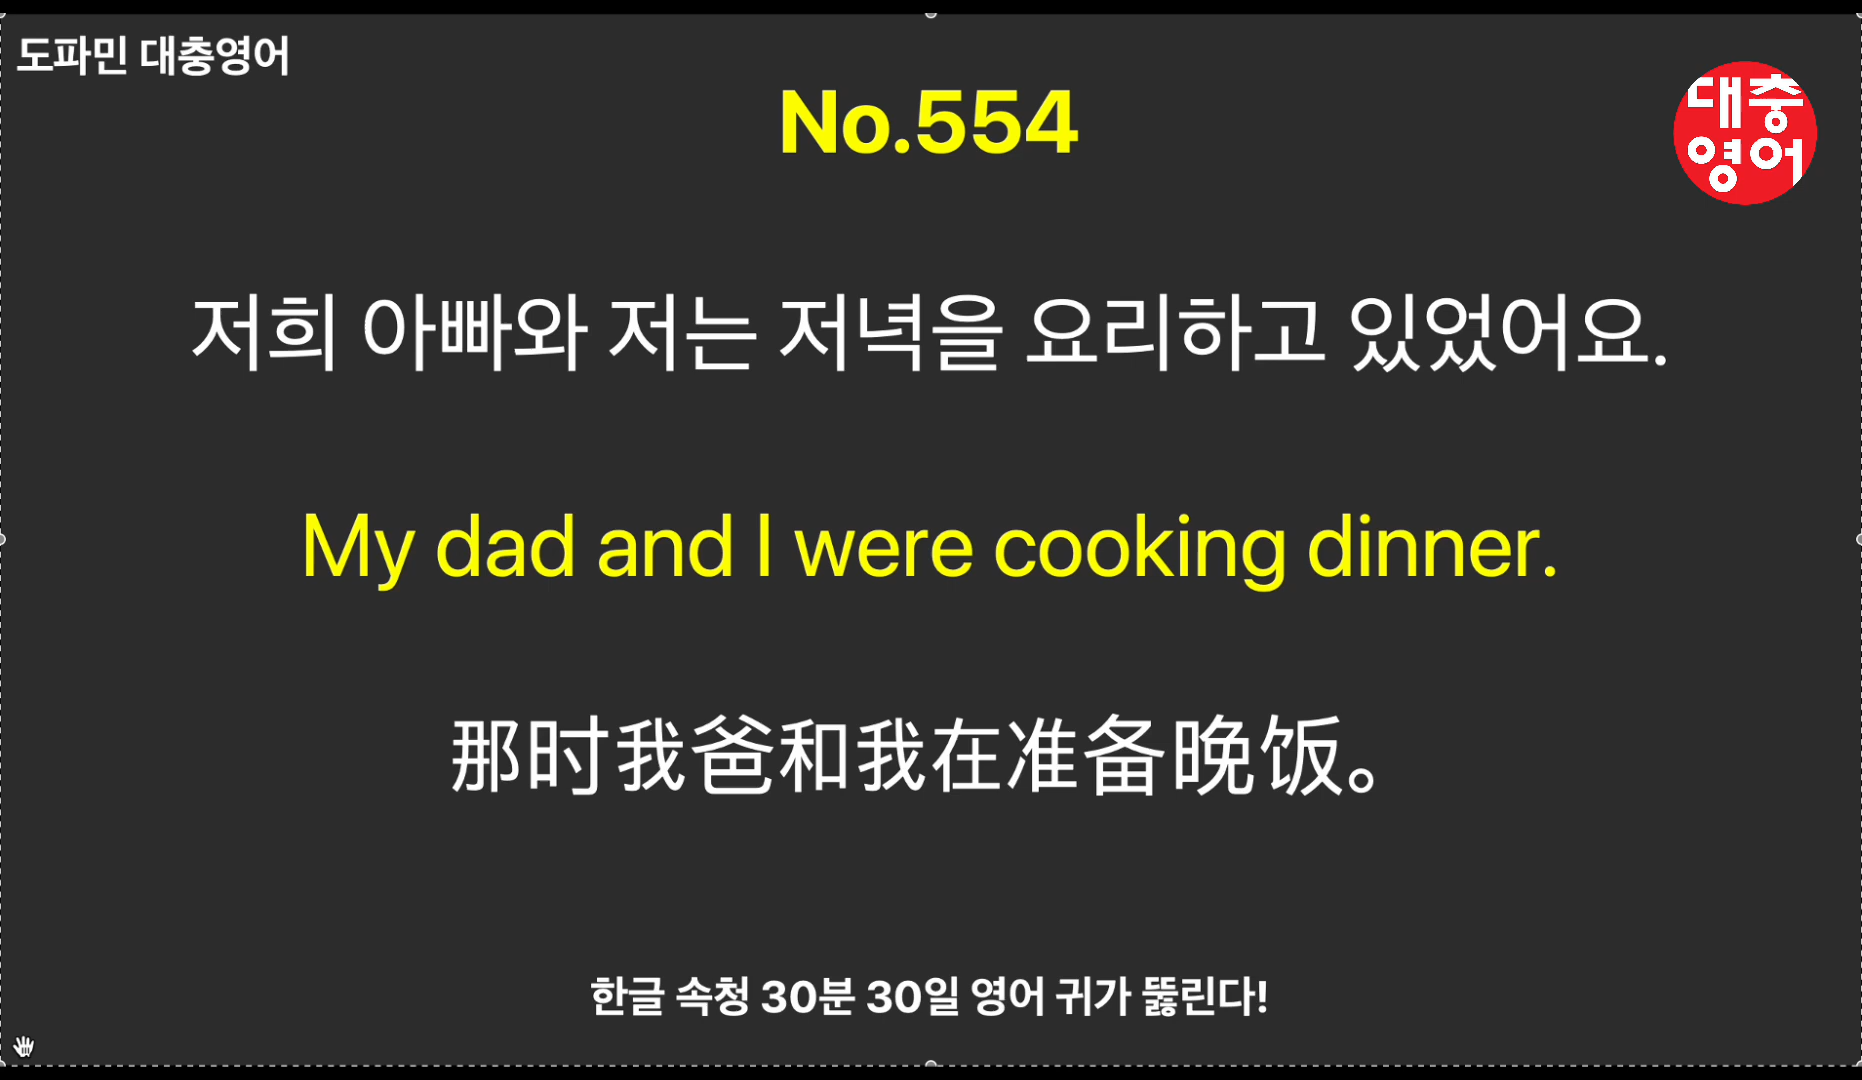 도파민 대충영어
No.554
대충
영어
저희 아빠와 저는 저녁을 요리하고 있었어요.
My dad and I were cooking dinner.
那时我爸和我在准备晚饭。
한글 속청 30분 30일 영어 귀가 뚫린다!